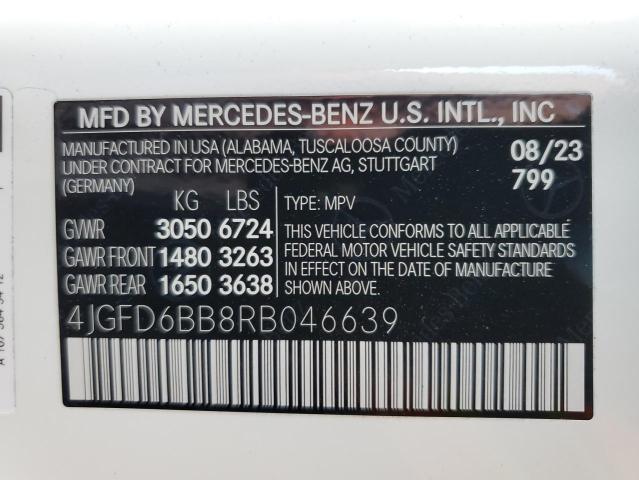 MFD BY MERCEDES-BENZ U.S. INTL., INC
MANUFACTURED IN USA (ALABAMA, TUSCALOOSA COUNTY) 08/23
UNDER CONTRACT FOR MERCEDES-BENZ AG, STUTTGART 799
(GERMANY)
KG LBS TYPE: MPV
GVWR 3050 6724 THIS VEHICLE CONFORMS TO ALL APPLICABLE
GAWR FRONT 1480 3263 FEDERAL MOTOR VEHICLE SAFETY STANDARDS
GAWR REAR 1650 3638 IN EFFECT ON THE DATE OF MANUFACTURE
4JGFD6BB8RB046639